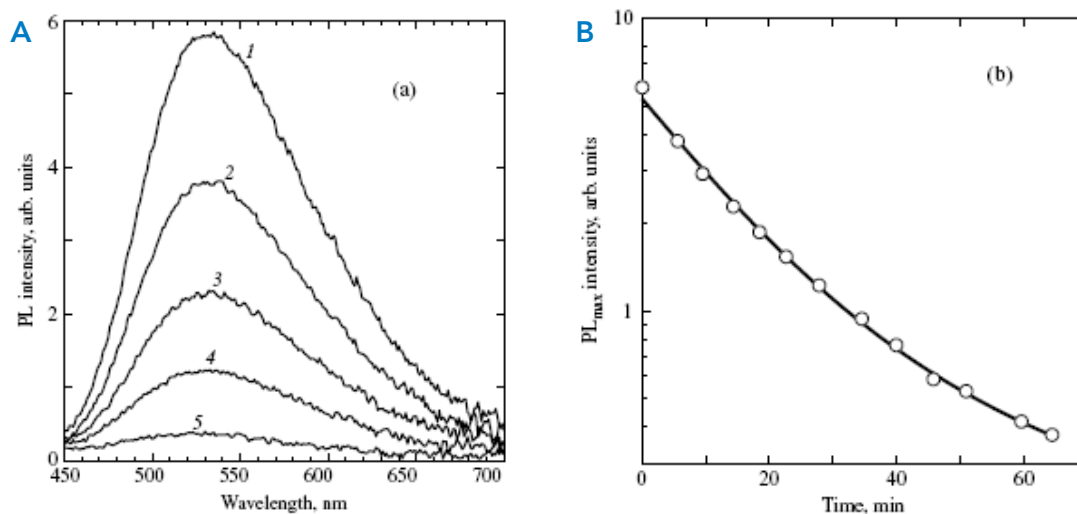 A
B
6
4
2
0
PL intensity, arb. units
(a)
1
2
3
4
5
450 500 550 600 650 700
Wavelength, nm
10
1
PLmax intensity, arb. units
(b)
0 20 40 60
Time, min